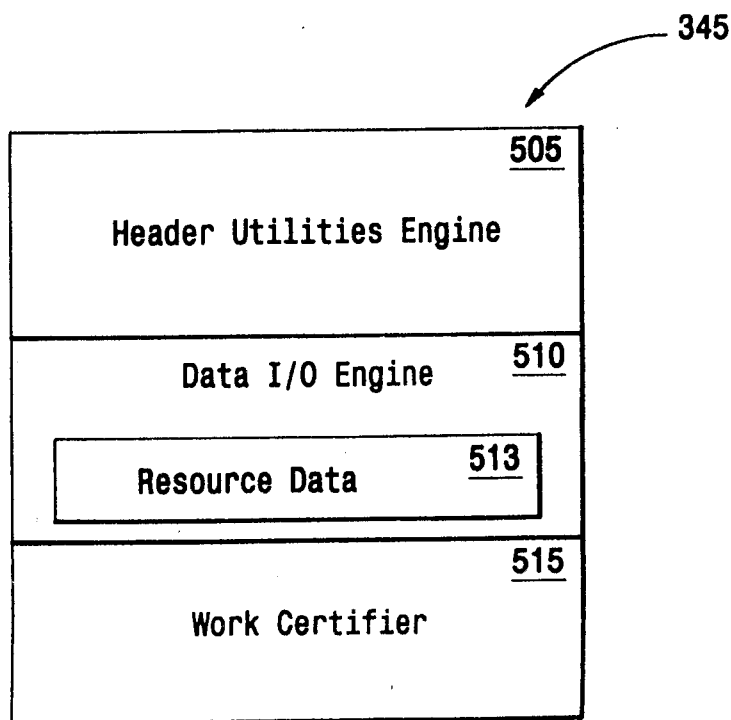 345
505
Header Utilities Engine
510
Data I/O Engine
513
Resource Data
515
Work Certifier